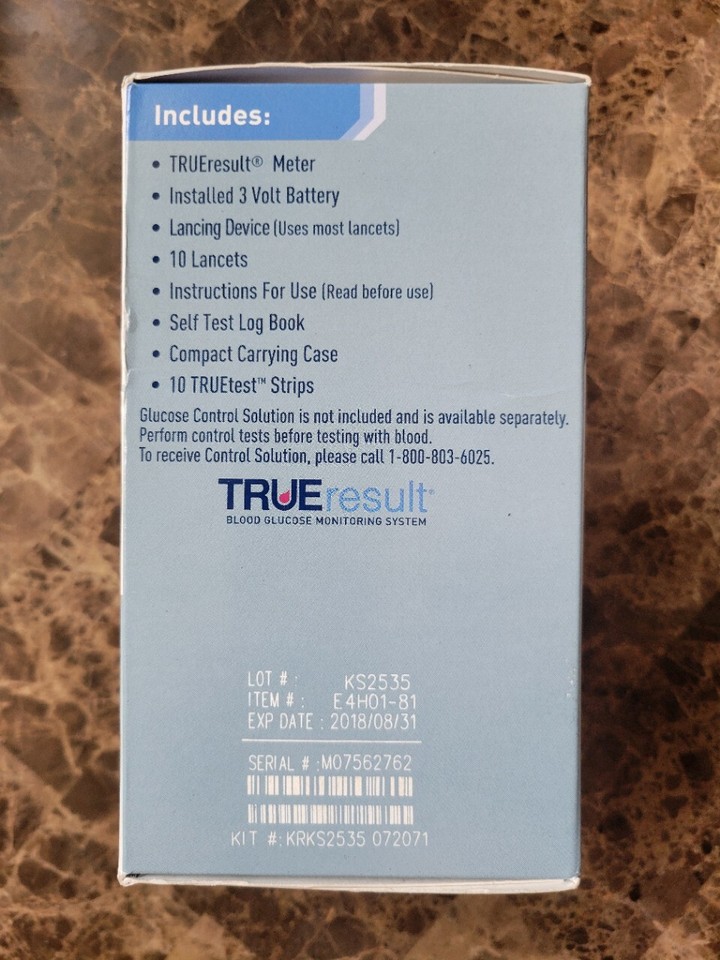 Includes:
• TRUEresult® Meter
• Installed 3 Volt Battery
• Lancing Device (Uses most lancets)
• 10 Lancets
• Instructions For Use (Read before use)
• Self Test Log Book
• Compact Carrying Case
• 10 TRUEtest™ Strips
Glucose Control Solution is not included and is available separately.
Perform control tests before testing with blood.
To receive Control Solution, please call 1-800-803-6025.
TRUEresult®
BLOOD GLUCOSE MONITORING SYSTEM
LOT # : KS2535
ITEM # : E4H01-81
EXP DATE : 2018/08/31
SERIAL # :M07562762
KIT #:KRKS2535 072071